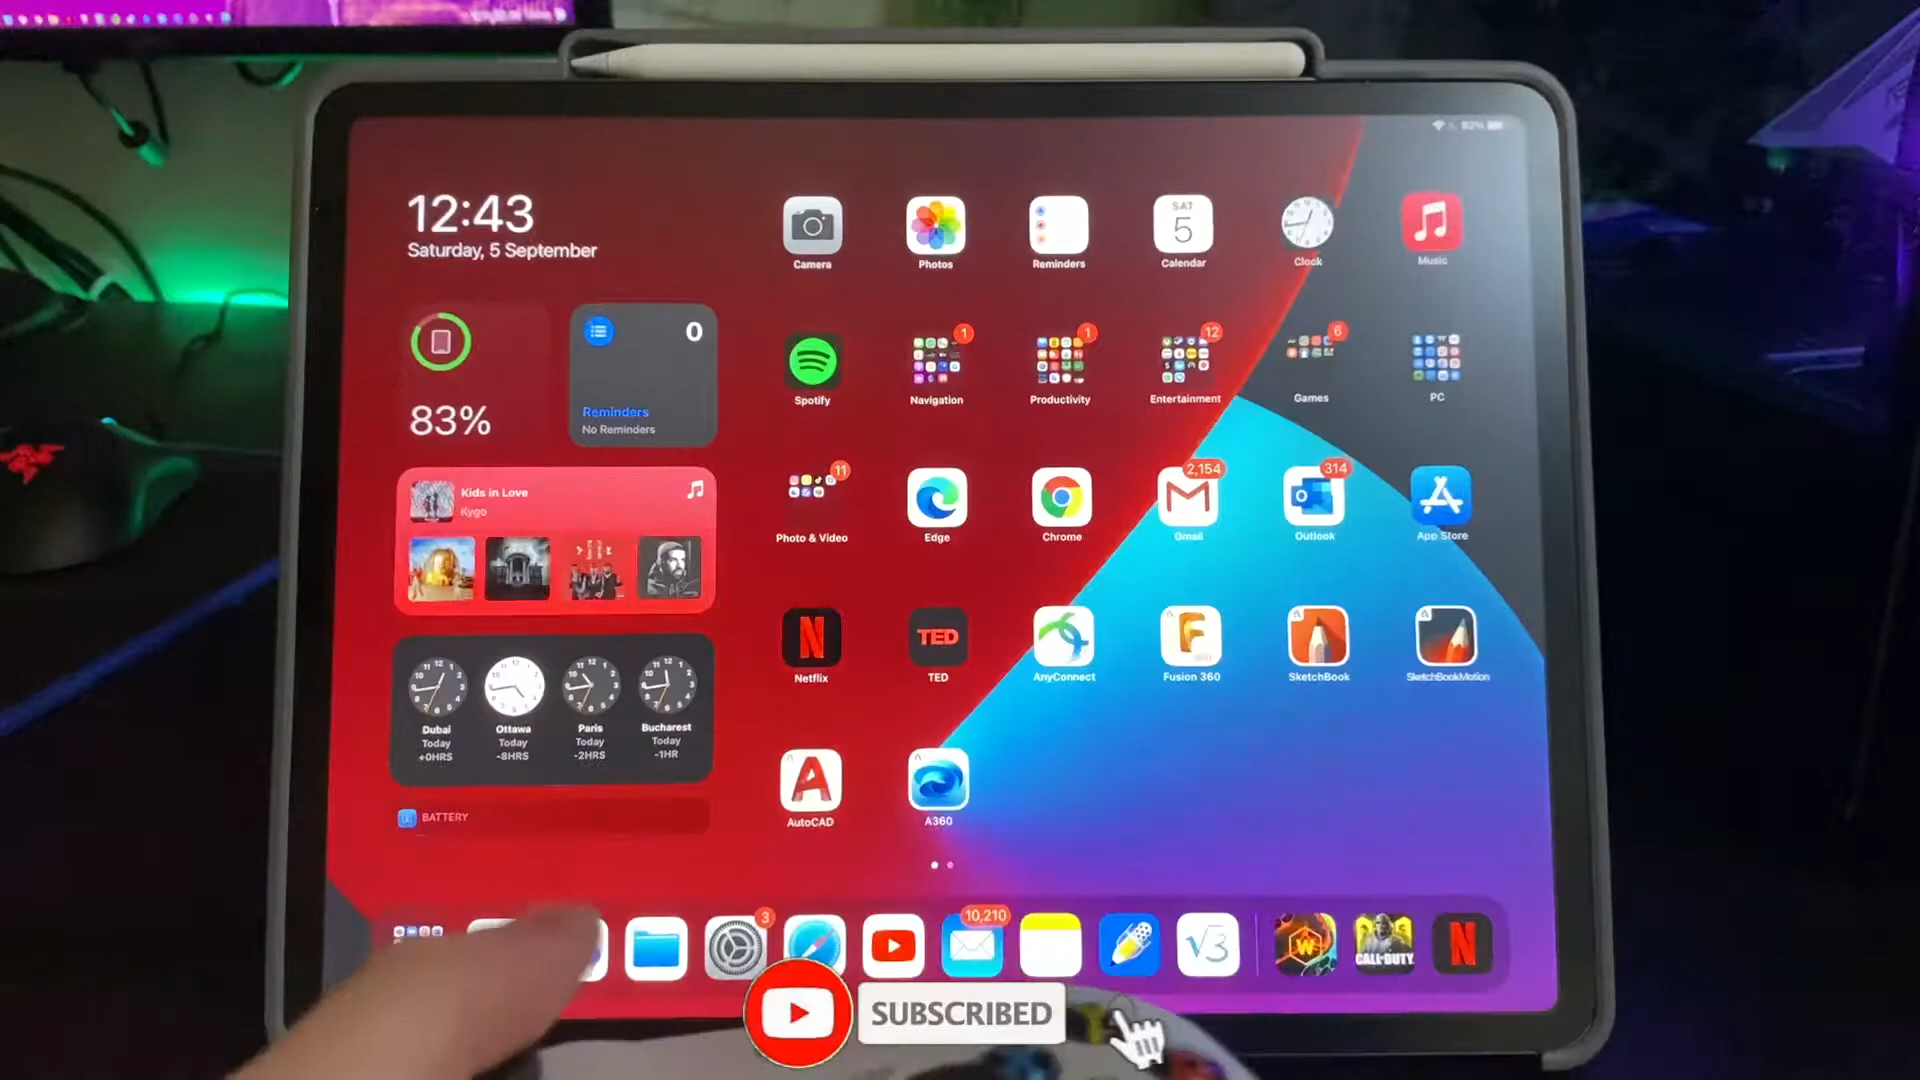 82%
12:43
Saturday, 5 September
SAT
5
Camera
Photos
Reminders
Calendar
Clock
Music
83%
0
Reminders
No Reminders
1
1
12
6
Spotify
Navigation
Productivity
Entertainment
Games
PC
Kids in Love
Kygo
11
2,154
314
Photo & Video
Edge
Chrome
Gmail
Outlook
App Store
TED
Netflix
TED
AnyConnect
Fusion 360
SketchBook
SketchBookMotion
Dubai
Ottawa
Paris
Bucharest
Today
Today
Today
Today
+0HRS
-8HRS
-2HRS
-1HR
BATTERY
AutoCAD
A360
3
10,210
√3
CALL·DUTY
SUBSCRIBED